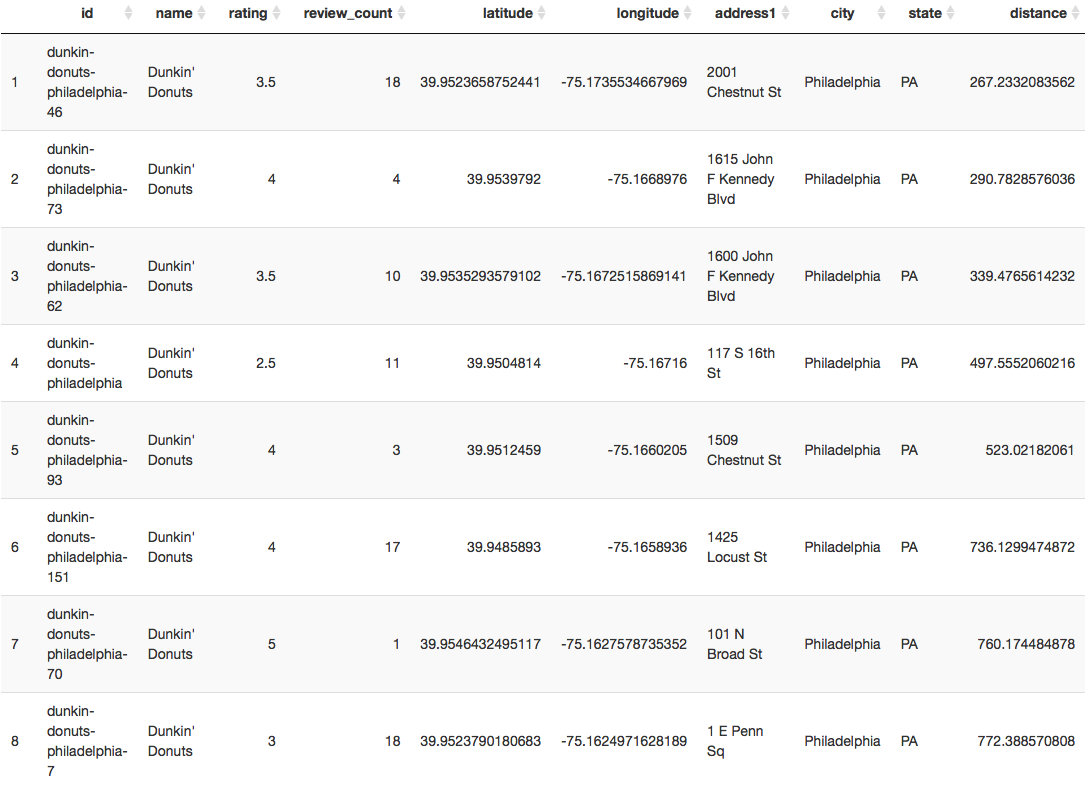 id name rating review_count latitude longitude address1 city state distance
1 dunkin-donuts-philadelphia-46 Dunkin' Donuts 3.5 18 39.9523658752441 -75.1735534667969 2001 Chestnut St Philadelphia PA 267.2332083562
2 dunkin-donuts-philadelphia-73 Dunkin' Donuts 4 4 39.9539792 -75.1668976 1615 John F Kennedy Blvd Philadelphia PA 290.7828576036
3 dunkin-donuts-philadelphia-62 Dunkin' Donuts 3.5 10 39.9535293579102 -75.1672515869141 1600 John F Kennedy Blvd Philadelphia PA 339.4765614232
4 dunkin-donuts-philadelphia Dunkin' Donuts 2.5 11 39.9504814 -75.16716 117 S 16th St Philadelphia PA 497.5552060216
5 dunkin-donuts-philadelphia-93 Dunkin' Donuts 4 3 39.9512459 -75.1660205 1509 Chestnut St Philadelphia PA 523.02182061
6 dunkin-donuts-philadelphia-151 Dunkin' Donuts 4 17 39.9485893 -75.1658936 1425 Locust St Philadelphia PA 736.1299474872
7 dunkin-donuts-philadelphia-70 Dunkin' Donuts 5 1 39.9546432495117 -75.1627578735352 101 N Broad St Philadelphia PA 760.174484878
8 dunkin-donuts-philadelphia-7 Dunkin' Donuts 3 18 39.9523790180683 -75.1624971628189 1 E Penn Sq Philadelphia PA 772.388570808